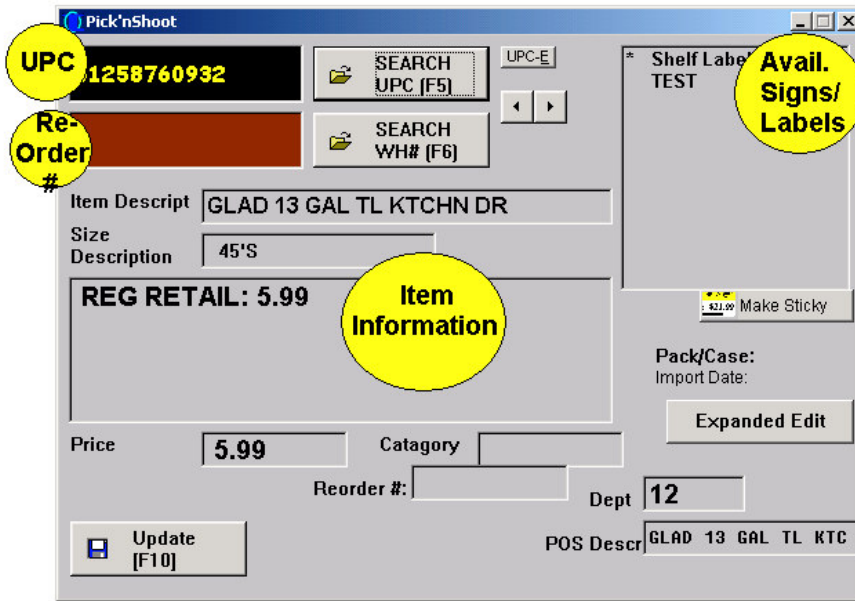 Pick'nShoot
UPC
01258760932
SEARCH
UPC (F5)
UPC-E
* Shelf Label
TEST
Avail.
Signs/
Labels
Re-
Order
#
SEARCH
WH# (F6)
Item Descript GLAD 13 GAL TL KTCHN DR
Size
Description 45'S
REG RETAIL: 5.99
Item
Information
Make Sticky
Pack/Case:
Import Date:
Expanded Edit
Price 5.99 Catagory
Reorder #:
Dept 12
Update
[F10]
POS Descr GLAD 13 GAL TL KTC